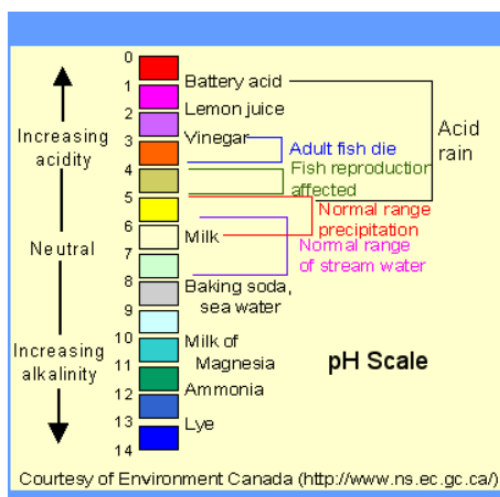 0
Battery acid
1
Lemon juice
2
Vinegar
3
4
5
6
Milk
7
8
Baking soda,
sea water
9
10
Milk of
Magnesia
11
Ammonia
12
13
Lye
14
Increasing
acidity
Neutral
Increasing
alkalinity
Adult fish die
Fish reproduction
affected
Acid
rain
Normal range
precipitation
Normal range
of stream water
pH Scale
Courtesy of Environment Canada (http://www.ns.ec.gc.ca/)